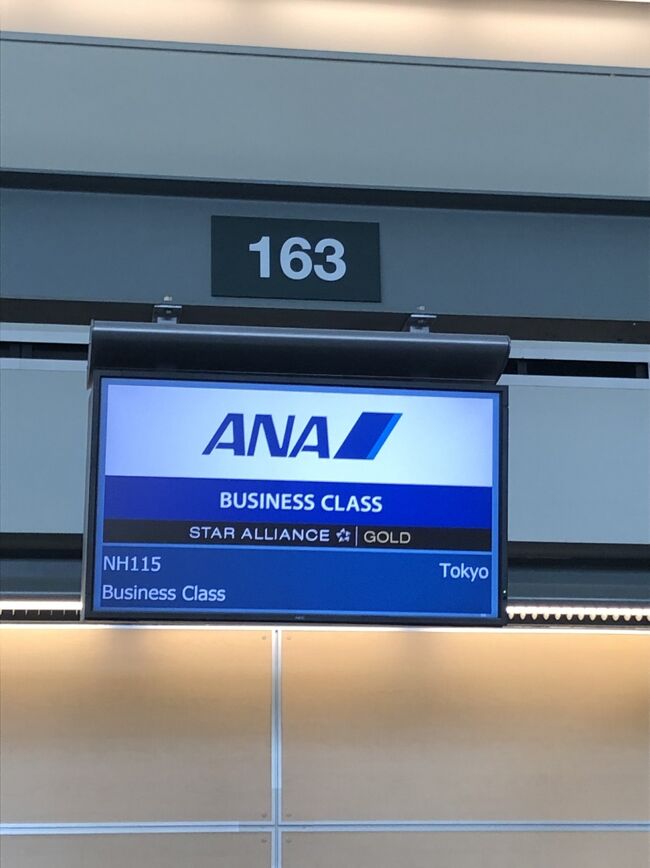 163
ANA
BUSINESS CLASS
STAR ALLIANCE GOLD
NH115 Tokyo
Business Class